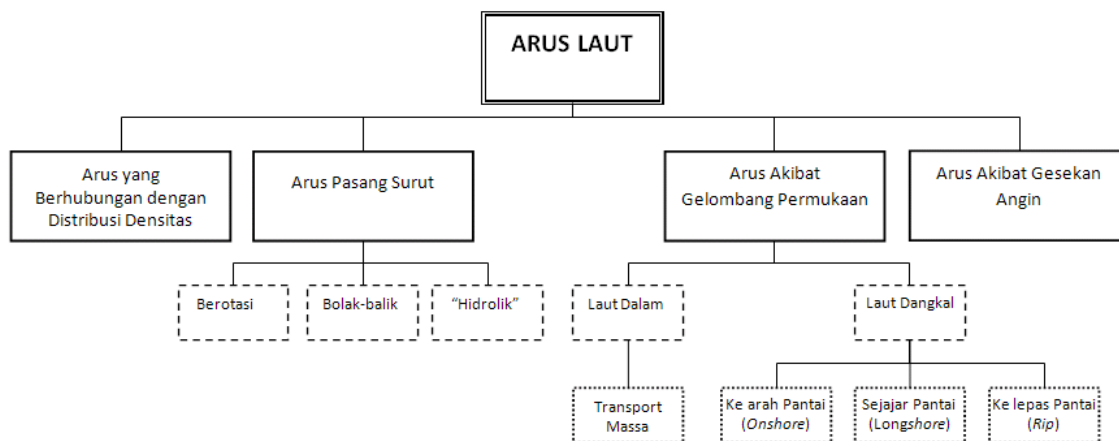 ARUS LAUT
Arus yang
Berhubungan dengan
Distribusi Densitas
Arus Pasang Surut
Arus Akibat
Gelombang Permukaan
Arus Akibat Gesekan
Angin
Berotasi
Bolak-balik
“Hidrolik”
Laut Dalam
Laut Dangkal
Transport
Massa
Ke arah Pantai
(Onshore)
Sejajar Pantai
(Longshore)
Ke lepas Pantai
(Rip)